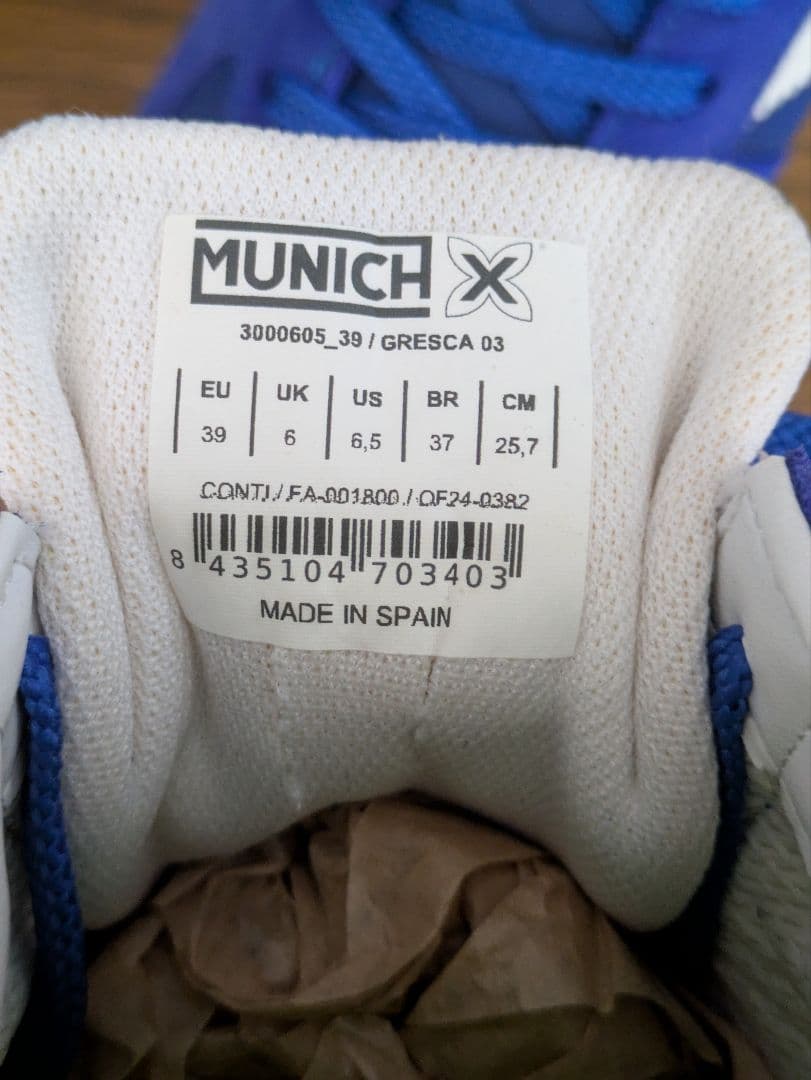 MUNICH X
3000605_39 / GRESCA 03
EU UK US BR CM
39 6 6,5 37 25,7
CONTI / FA-001800 / OF24-0382
8 435104 703403
MADE IN SPAIN